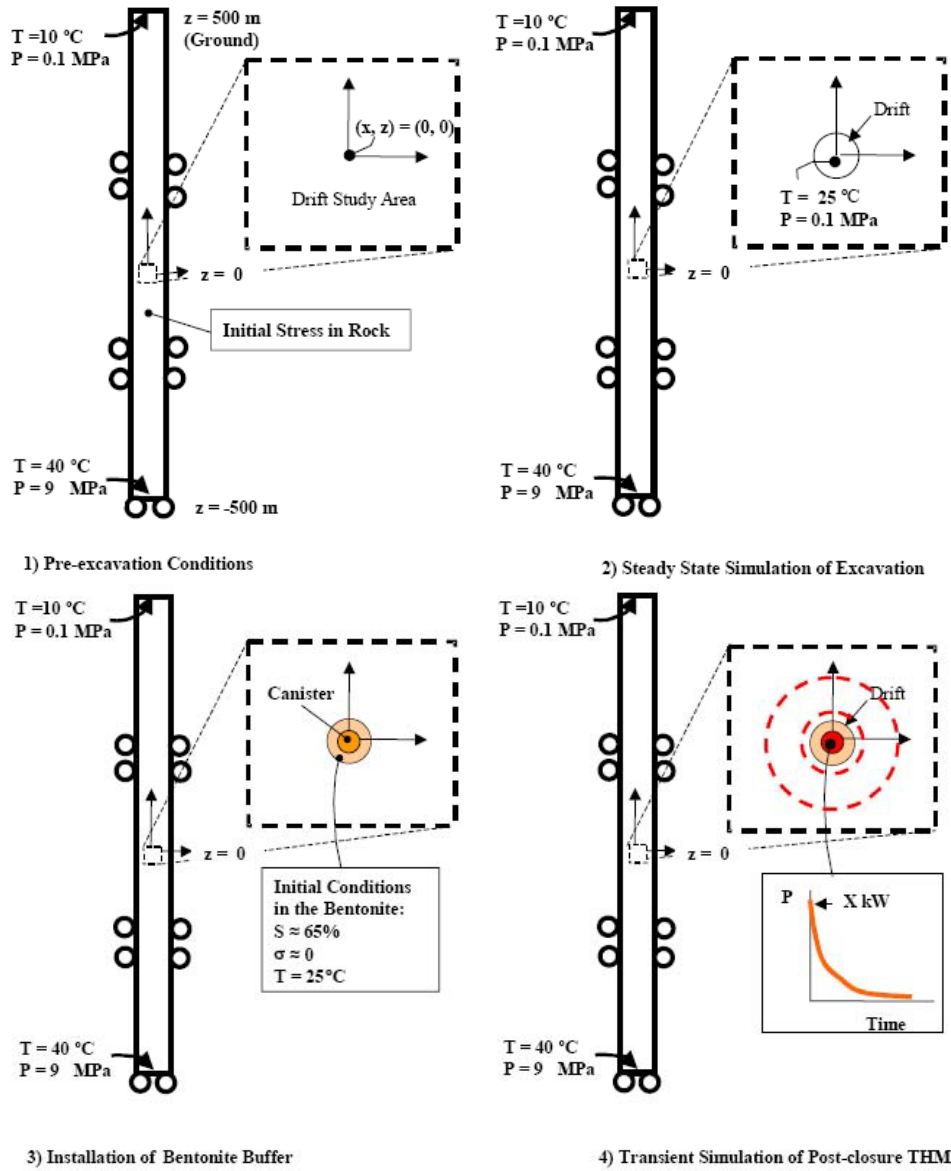 T =10 °C
P = 0.1 MPa
z = 500 m
(Ground)
(x, z) = (0, 0)
Drift Study Area
z = 0
Initial Stress in Rock
T = 40 °C
P = 9 MPa
z = -500 m
1) Pre-excavation Conditions
T =10 °C
P = 0.1 MPa
Drift
T = 25 °C
P = 0.1 MPa
z = 0
T = 40 °C
P = 9 MPa
2) Steady State Simulation of Excavation
T =10 °C
P = 0.1 MPa
Canister
z = 0
Initial Conditions
in the Bentonite:
S ≈ 65%
σ ≈ 0
T = 25°C
T = 40 °C
P = 9 MPa
3) Installation of Bentonite Buffer
T =10 °C
P = 0.1 MPa
Drift
z = 0
P
X kW
Time
T = 40 °C
P = 9 MPa
4) Transient Simulation of Post-closure THM